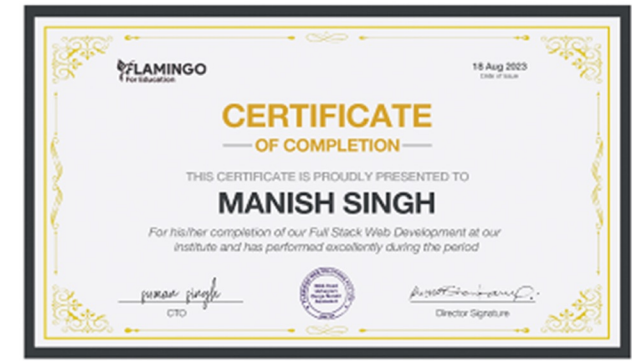 FLAMINGO
For Education
18 Aug 2023
Date of Issue
CERTIFICATE
OF COMPLETION
THIS CERTIFICATE IS PROUDLY PRESENTED TO
MANISH SINGH
For his/her completion of our Full Stack Web Development at our
institute and has performed excellently during the period
suman singh
CTO
Director Signature